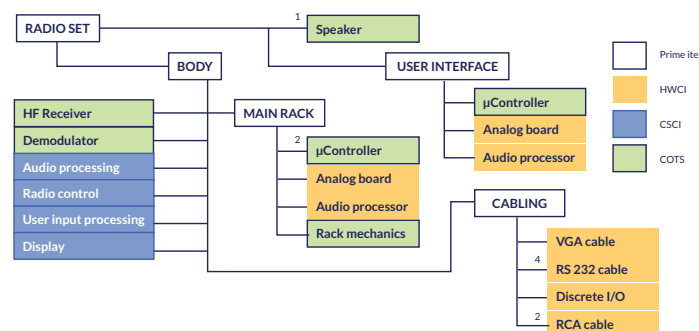 RADIO SET
1
Speaker
BODY
USER INTERFACE
Prime ite
HWCI
CSCI
COTS
HF Receiver
MAIN RACK
µController
Demodulator
Analog board
2
µController
Audio processor
Audio processing
Analog board
Radio control
Audio processor
CABLING
User input processing
Rack mechanics
Display
VGA cable
4
RS 232 cable
Discrete I/O
2
RCA cable